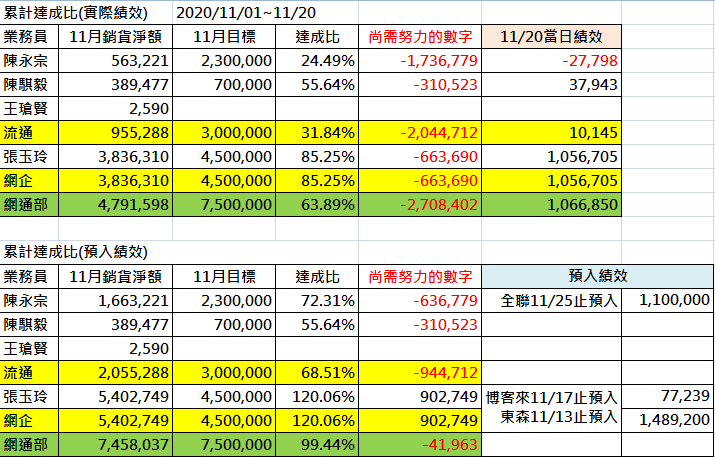 累計達成比(實際績效) 2020/11/01~11/20
業務員 11月銷貨淨額 11月目標 達成比 尚需努力的數字 11/20當日績效
陳永宗 563,221 2,300,000 24.49% -1,736,779 -27,798
陳騏毅 389,477 700,000 55.64% -310,523 37,943
王瑲賢 2,590
流通 955,288 3,000,000 31.84% -2,044,712 10,145
張玉玲 3,836,310 4,500,000 85.25% -663,690 1,056,705
網企 3,836,310 4,500,000 85.25% -663,690 1,056,705
網通部 4,791,598 7,500,000 63.89% -2,708,402 1,066,850
累計達成比(預入績效)
業務員 11月銷貨淨額 11月目標 達成比 尚需努力的數字 預入績效
陳永宗 1,663,221 2,300,000 72.31% -636,779 全聯11/25止預入 1,100,000
陳騏毅 389,477 700,000 55.64% -310,523
王瑲賢 2,590
流通 2,055,288 3,000,000 68.51% -944,712
張玉玲 5,402,749 4,500,000 120.06% 902,749 博客來11/17止預入 77,239
網企 5,402,749 4,500,000 120.06% 902,749 東森11/13止預入 1,489,200
網通部 7,458,037 7,500,000 99.44% -41,963